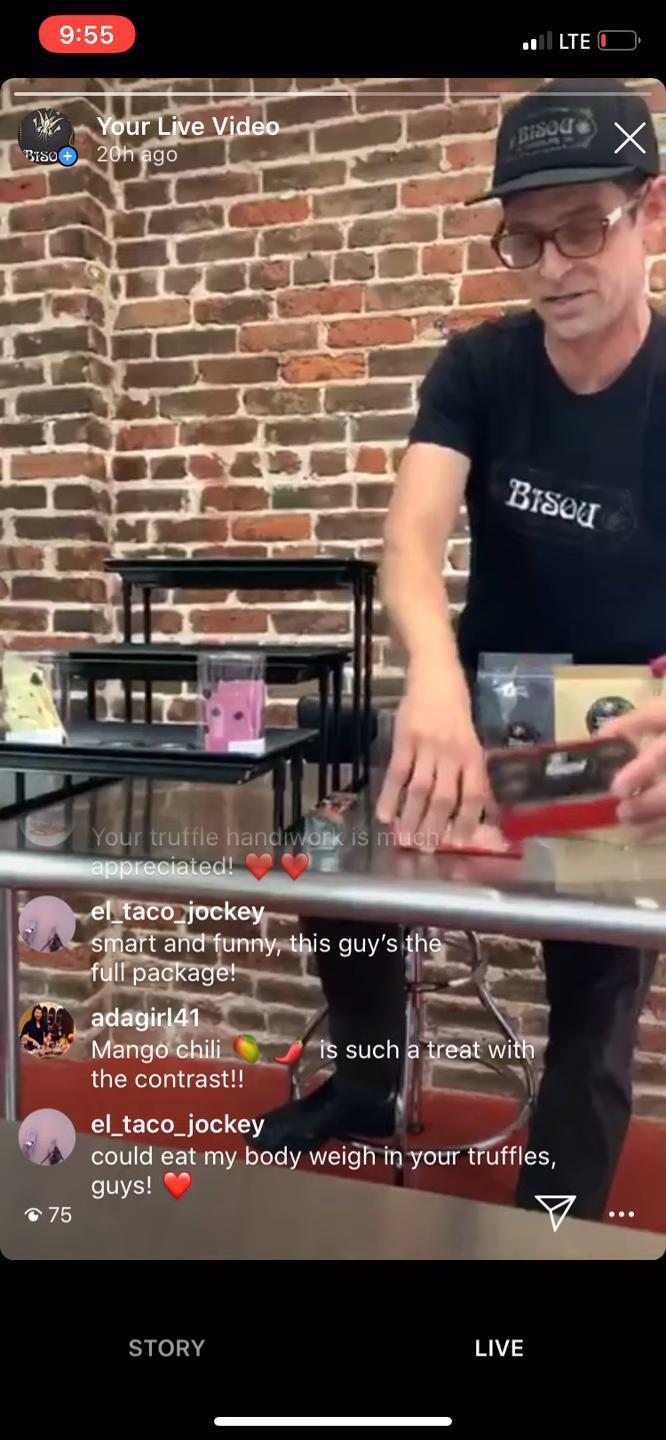 9:55
LTE
Your Live Video
20h ago
BISO
BISOU
BISOU
Your truffle handiwork is much
appreciated! ❤️ ❤️
el_taco_jockey
smart and funny, this guy’s the
full package!
adagirl41
Mango chili 🥭 🌶️ is such a treat with
the contrast!!
el_taco_jockey
could eat my body weigh in your truffles,
guys! ❤️
75
STORY
LIVE